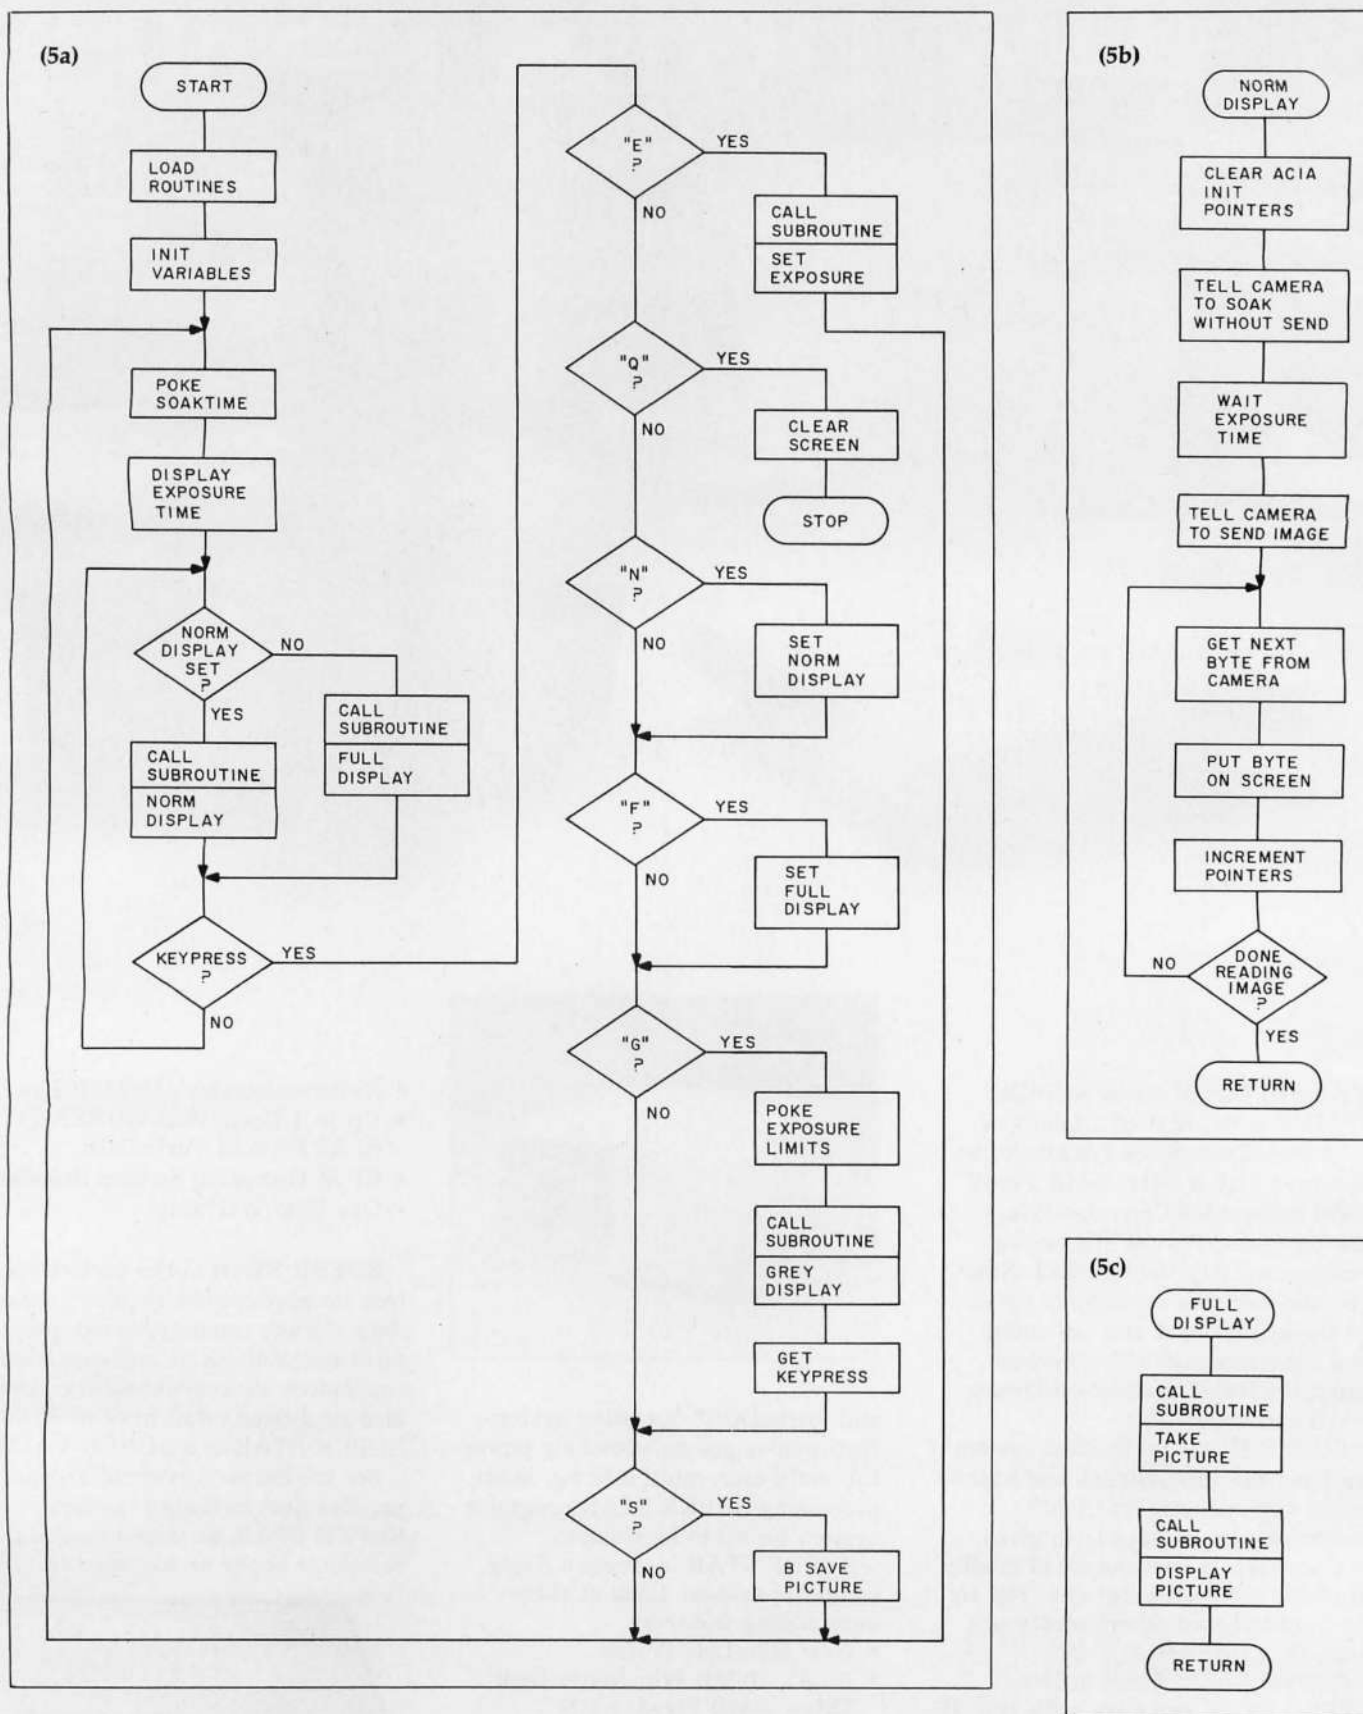 (5a)
START
LOAD
ROUTINES
INIT
VARIABLES
POKE
SOAKTIME
DISPLAY
EXPOSURE
TIME
NORM
DISPLAY
SET
?
NO
YES
CALL
SUBROUTINE
NORM
DISPLAY
CALL
SUBROUTINE
FULL
DISPLAY
KEYPRESS
?
YES
NO
"E"
?
YES
NO
CALL
SUBROUTINE
SET
EXPOSURE
"Q"
?
YES
NO
CLEAR
SCREEN
STOP
"N"
?
YES
NO
SET
NORM
DISPLAY
"F"
?
YES
NO
SET
FULL
DISPLAY
"G"
?
YES
NO
POKE
EXPOSURE
LIMITS
CALL
SUBROUTINE
GREY
DISPLAY
GET
KEYPRESS
"S"
?
YES
NO
B SAVE
PICTURE
(5b)
NORM
DISPLAY
CLEAR ACIA
INIT
POINTERS
TELL CAMERA
TO SOAK
WITHOUT SEND
WAIT
EXPOSURE
TIME
TELL CAMERA
TO SEND IMAGE
GET NEXT
BYTE FROM
CAMERA
PUT BYTE
ON SCREEN
INCREMENT
POINTERS
DONE
READING
IMAGE
?
NO
YES
RETURN
(5c)
FULL
DISPLAY
CALL
SUBROUTINE
TAKE
PICTURE
CALL
SUBROUTINE
DISPLAY
PICTURE
RETURN